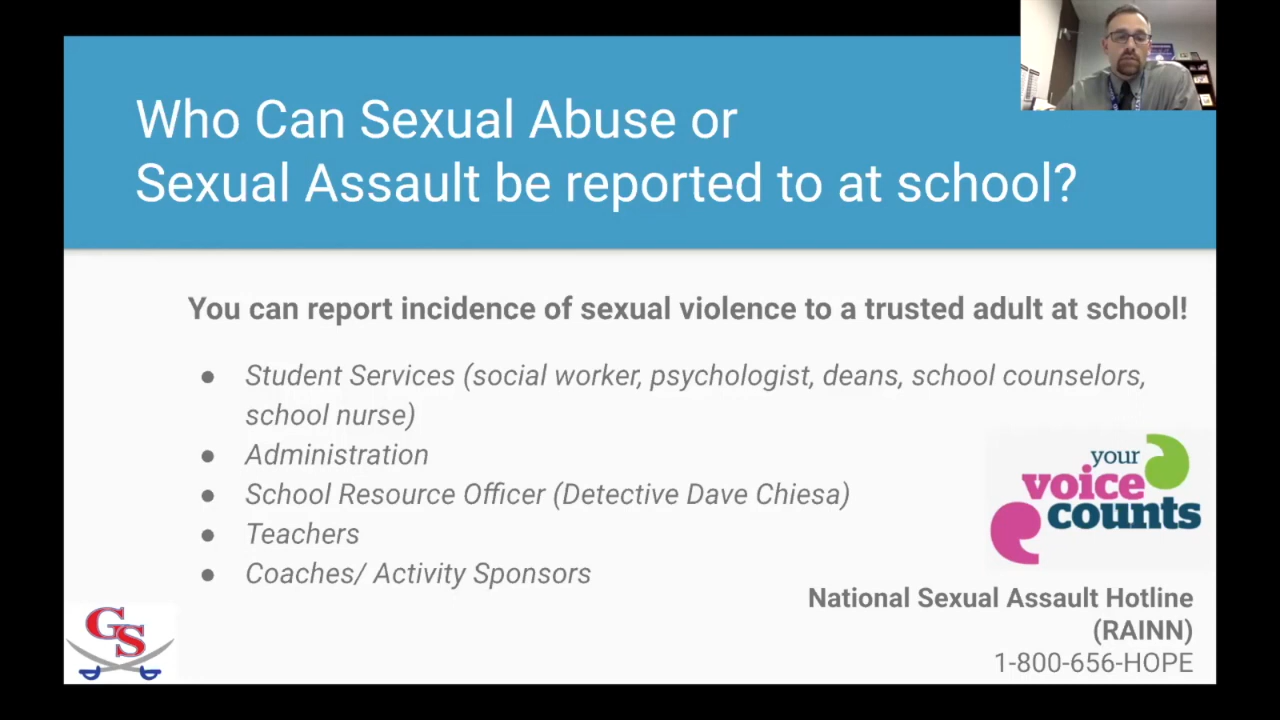 Who Can Sexual Abuse or
Sexual Assault be reported to at school?
You can report incidence of sexual violence to a trusted adult at school!
● Student Services (social worker, psychologist, deans, school counselors,
school nurse)
● Administration
● School Resource Officer (Detective Dave Chiesa)
● Teachers
● Coaches/ Activity Sponsors
your
voice
counts
National Sexual Assault Hotline
(RAINN)
1-800-656-HOPE
GS